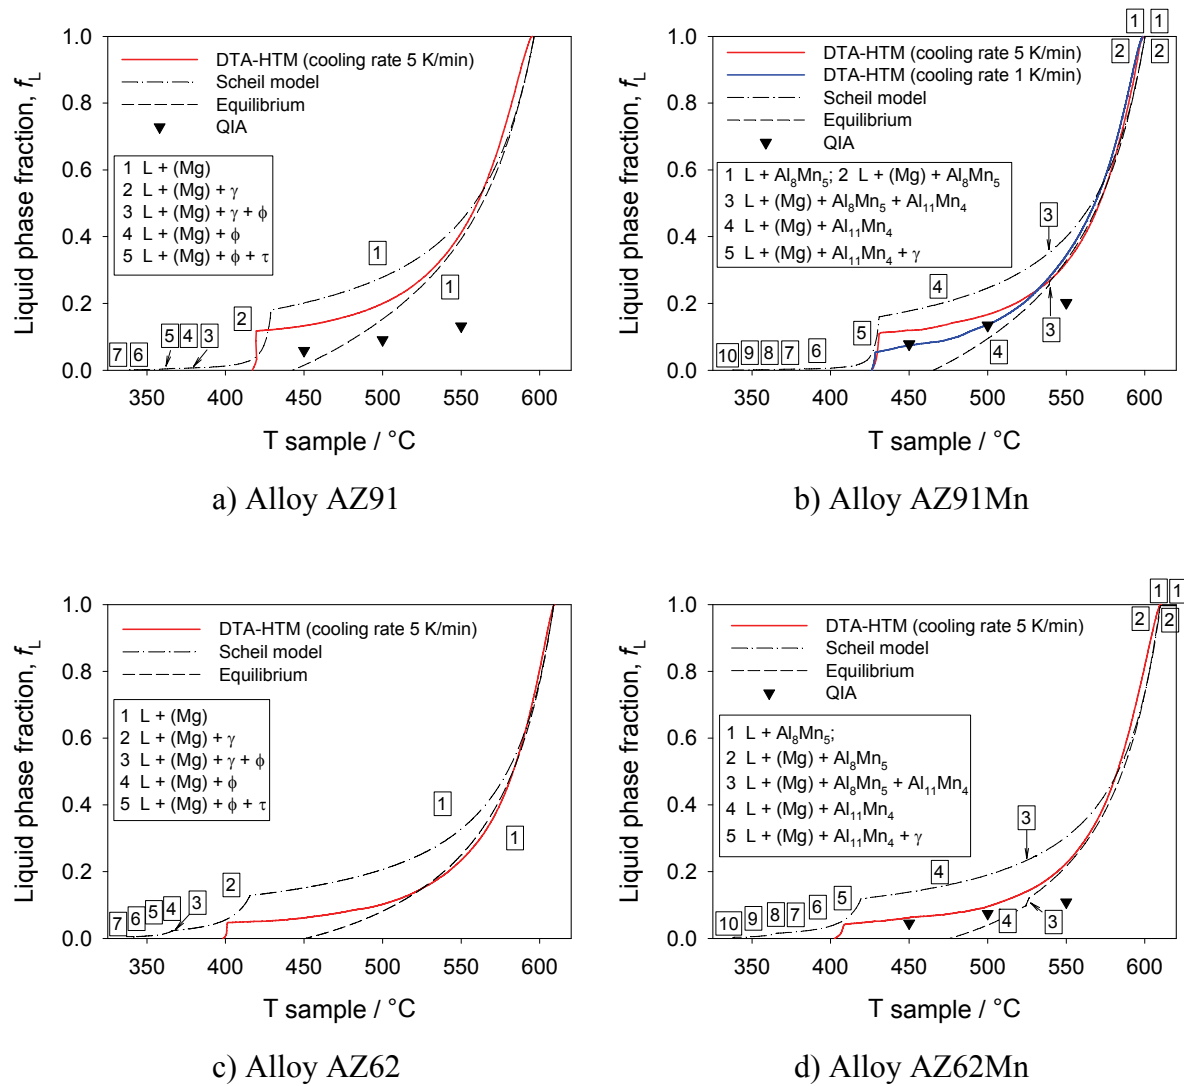 Liquid phase fraction, fL
1.0
0.8
0.6
0.4
0.2
0.0
DTA-HTM (cooling rate 5 K/min)
Scheil model
Equilibrium
QIA
1 L + (Mg)
2 L + (Mg) + γ
3 L + (Mg) + γ + ϕ
4 L + (Mg) + ϕ
5 L + (Mg) + ϕ + τ
1
1
2
5 4 3
7 6
350 400 450 500 550 600
T sample / °C
a) Alloy AZ91
1 1
2 2
Liquid phase fraction, fL
1.0
0.8
0.6
0.4
0.2
0.0
DTA-HTM (cooling rate 5 K/min)
DTA-HTM (cooling rate 1 K/min)
Scheil model
Equilibrium
QIA
1 L + Al8Mn5; 2 L + (Mg) + Al8Mn5
3 L + (Mg) + Al8Mn5 + Al11Mn4
4 L + (Mg) + Al11Mn4
5 L + (Mg) + Al11Mn4 + γ
3
4
5
3
4
10 9 8 7 6
350 400 450 500 550 600
T sample / °C
b) Alloy AZ91Mn
Liquid phase fraction, fL
1.0
0.8
0.6
0.4
0.2
0.0
DTA-HTM (cooling rate 5 K/min)
Scheil model
Equilibrium
1 L + (Mg)
2 L + (Mg) + γ
3 L + (Mg) + γ + ϕ
4 L + (Mg) + ϕ
5 L + (Mg) + ϕ + τ
1
1
2
7 6 5 4 3
350 400 450 500 550 600
T sample / °C
c) Alloy AZ62
1 1
2 2
Liquid phase fraction, fL
1.0
0.8
0.6
0.4
0.2
0.0
DTA-HTM (cooling rate 5 K/min)
Scheil model
Equilibrium
QIA
1 L + Al8Mn5;
2 L + (Mg) + Al8Mn5
3 L + (Mg) + Al8Mn5 + Al11Mn4
4 L + (Mg) + Al11Mn4
5 L + (Mg) + Al11Mn4 + γ
3
4
4 3
10 9 8 7 6 5
350 400 450 500 550 600
T sample / °C
d) Alloy AZ62Mn